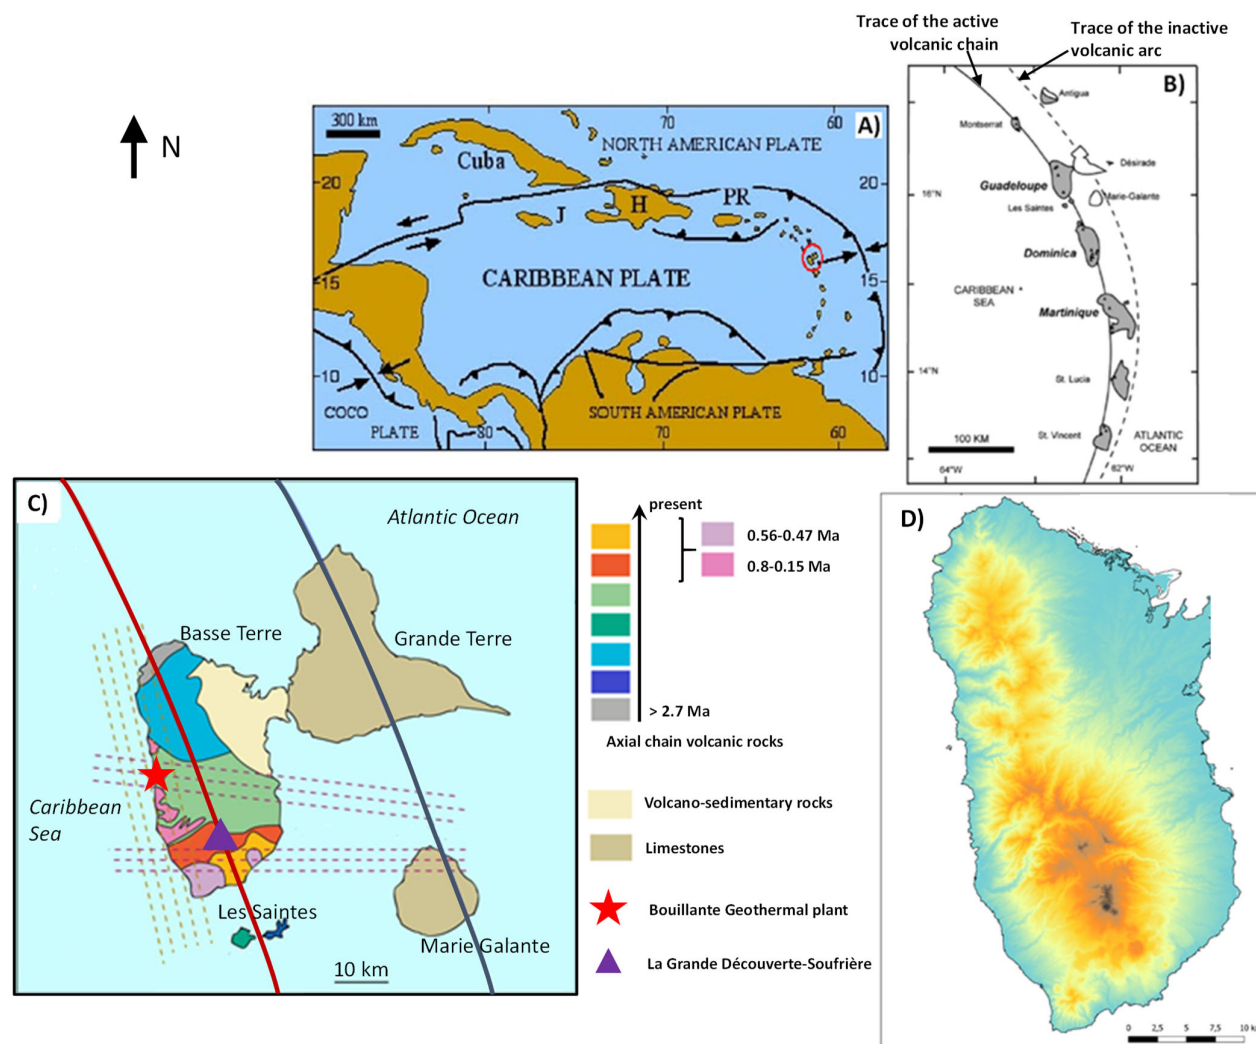 Trace of the active
volcanic chain
Trace of the inactive
volcanic arc
N
A)
300 km
70
60
NORTH AMERICAN PLATE
Cuba
20
20
J
H
PR
CARIBBEAN PLATE
15
15
10
10
COCO
PLATE
SOUTH AMERICAN PLATE
80
70
60
B)
Antigua
Montserrat
Désirade
Guadeloupe
16°N
Marie-Galante
Les Saintes
Dominica
CARIBBEAN
SEA
Martinique
14°N
St. Lucia
St. Vincent
ATLANTIC
OCEAN
100 KM
64°W
62°W
C)
Atlantic Ocean
Basse Terre
Grande Terre
Caribbean
Sea
Les Saintes
Marie Galante
10 km
present
0.56-0.47 Ma
0.8-0.15 Ma
> 2.7 Ma
Axial chain volcanic rocks
Volcano-sedimentary rocks
Limestones
Bouillante Geothermal plant
La Grande Découverte-Soufrière
D)
0 2,5 5 7,5 10 k